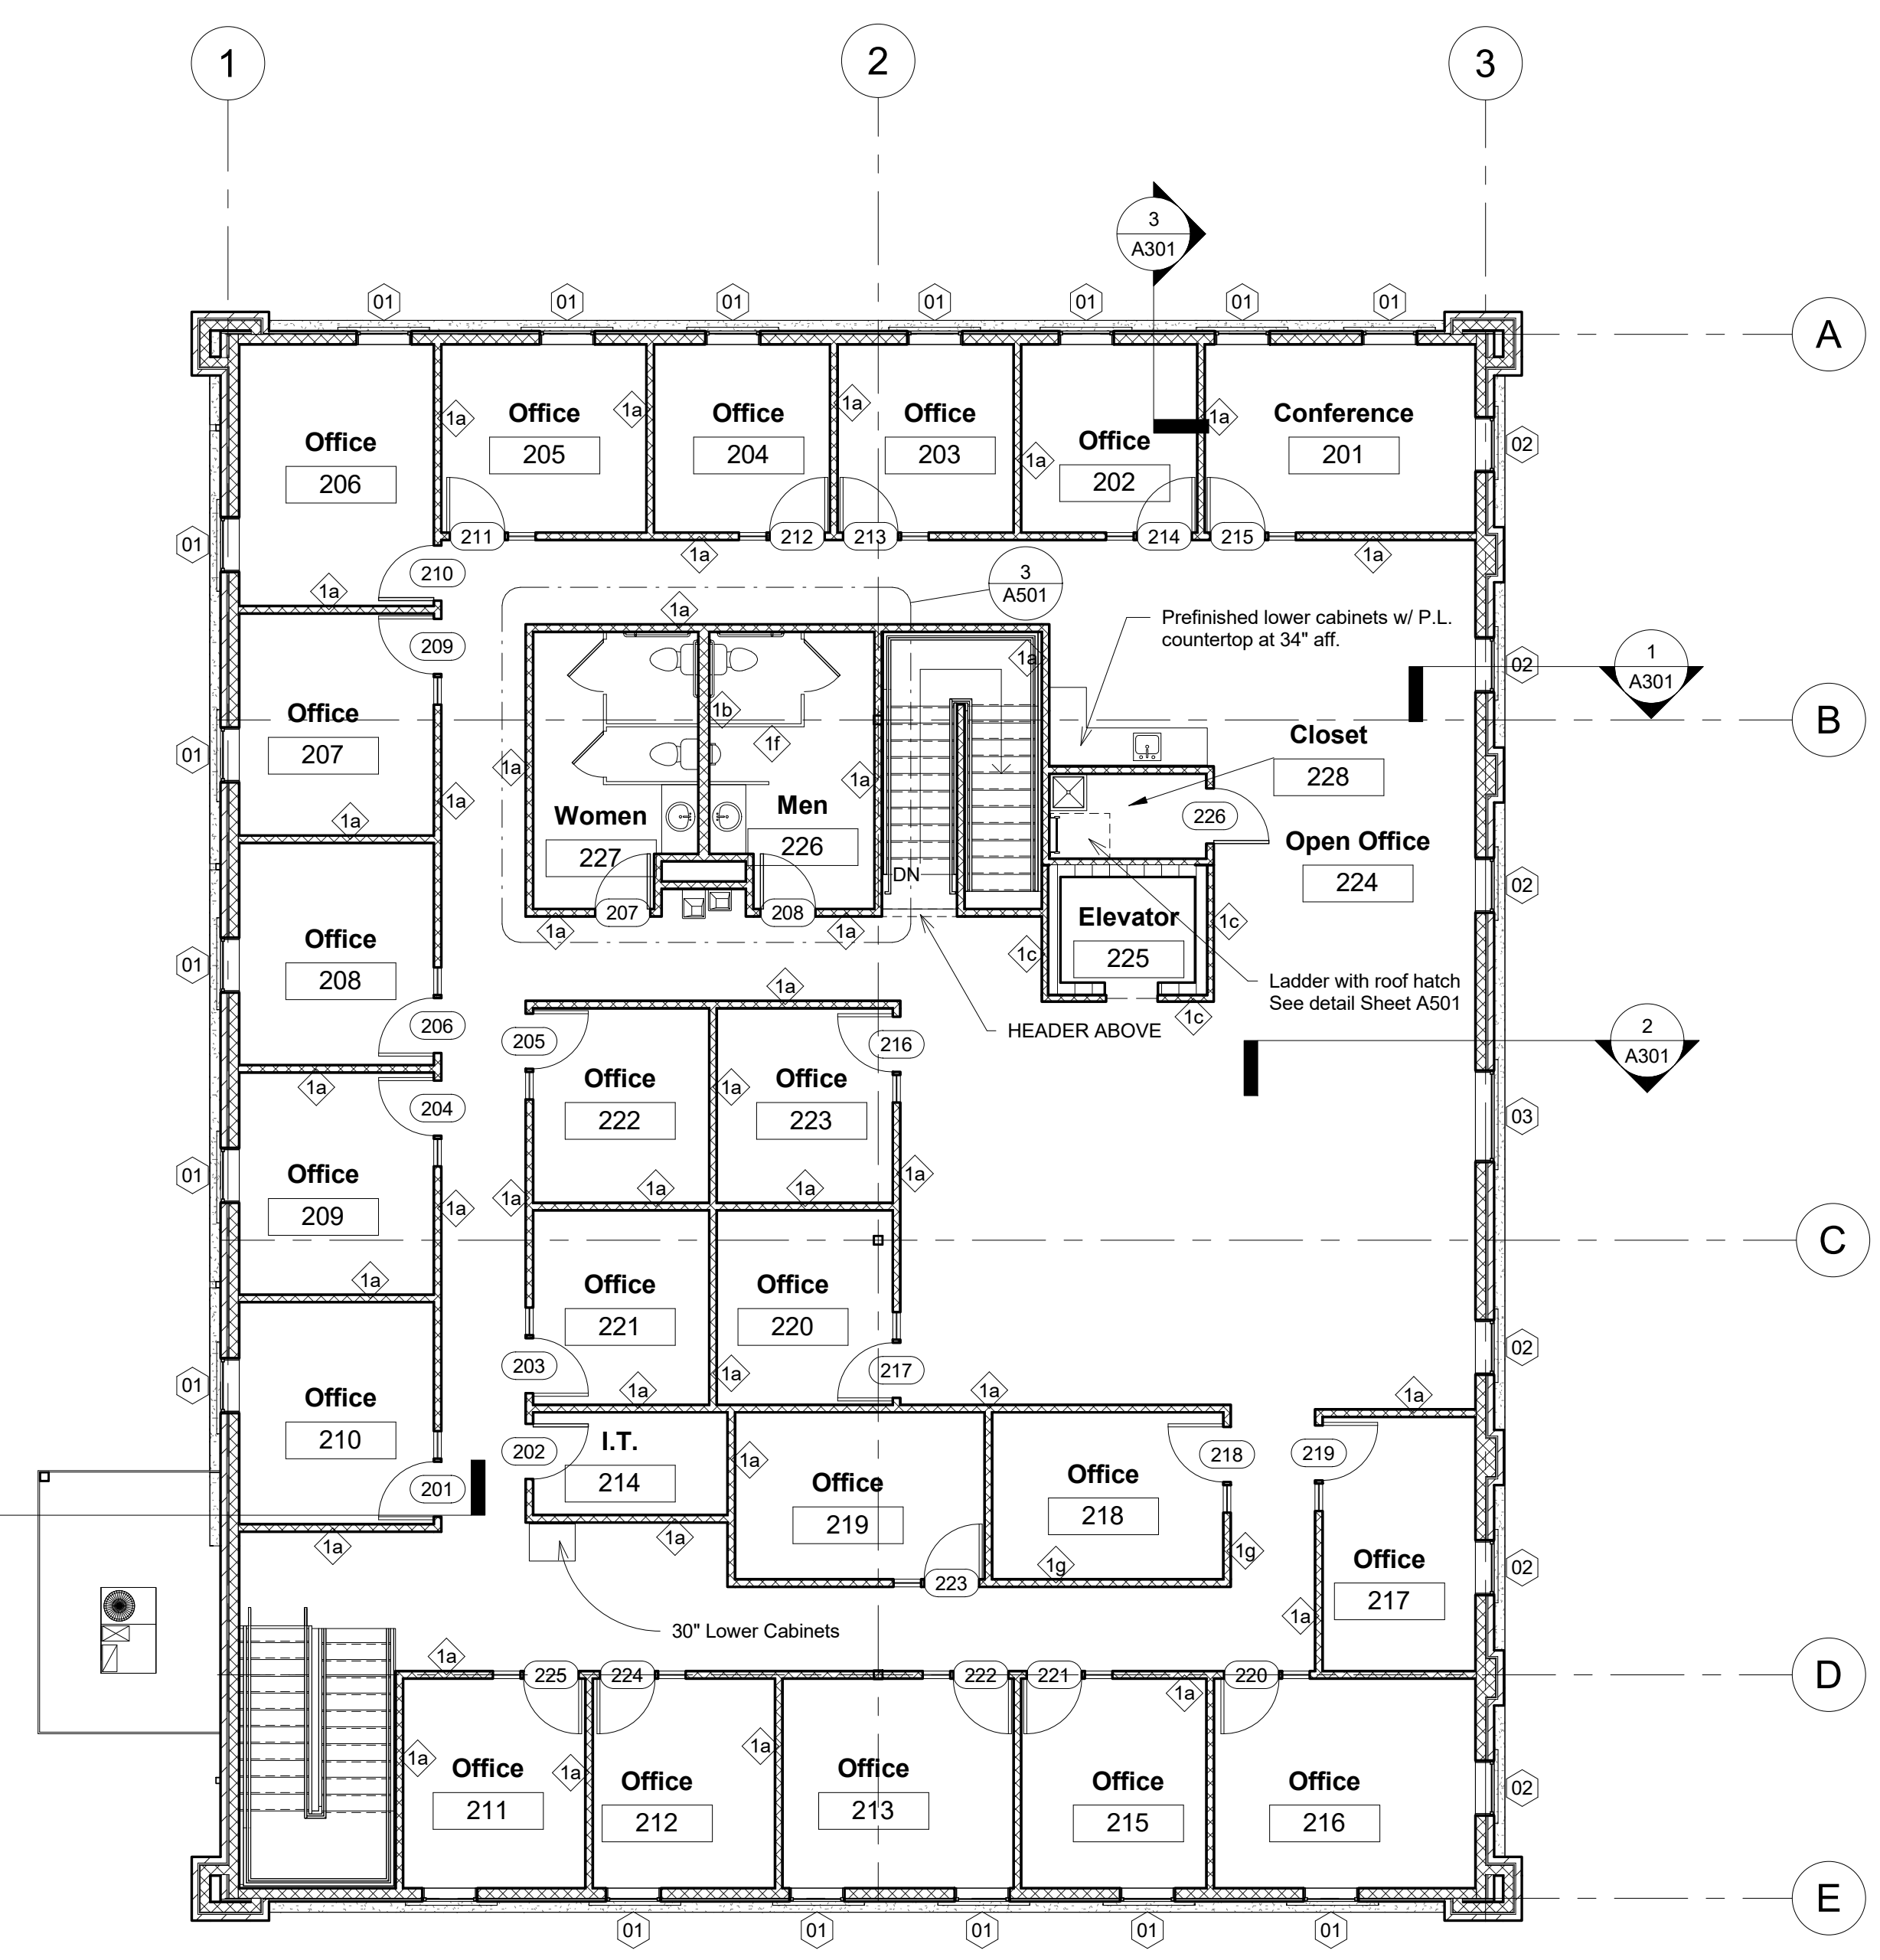 1
2
3
3
A301
01
01
01
01
01
01
01
A
Office
206
1a
Office
205
1a
Office
204
1a
Office
203
1a
Office
202
1a
Conference
201
02
01
211
212
213
214
215
1a
1a
210
1a
3
A501
209
1a
Prefinished lower cabinets w/ P.L.
countertop at 34" aff.
1a
02
1
A301
B
Office
207
01
1a
1a
1a
1b
1f
1a
Women
227
Men
226
DN
207
208
1a
1a
Closet
228
226
Open Office
224
02
Elevator
225
1c
1c
1c
Ladder with roof hatch
See detail Sheet A501
HEADER ABOVE
2
A301
Office
208
01
206
1a
1a
205
216
Office
222
1a
Office
223
1a
1a
1a
1a
03
204
Office
209
01
1a
1a
C
Office
221
Office
220
203
217
1a
1a
1a
02
1a
Office
210
01
201
1a
202
I.T.
214
1a
1a
Office
219
Office
218
218
219
223
1g
1g
Office
217
02
1a
30" Lower Cabinets
1a
225
224
222
221
220
1a
D
1a
Office
211
1a
Office
212
1a
Office
213
Office
215
Office
216
02
E
01
01
01
01
01